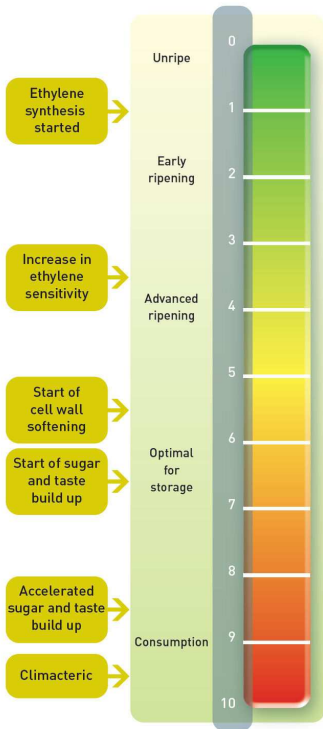 Ethylene
synthesis
started
Increase in
ethylene
sensitivity
Start of
cell wall
softening
Start of sugar
and taste
build up
Accelerated
sugar and taste
build up
Climacteric
Unripe
Early
ripening
Advanced
ripening
Optimal
for
storage
Consumption
0
1
2
3
4
5
6
7
8
9
10